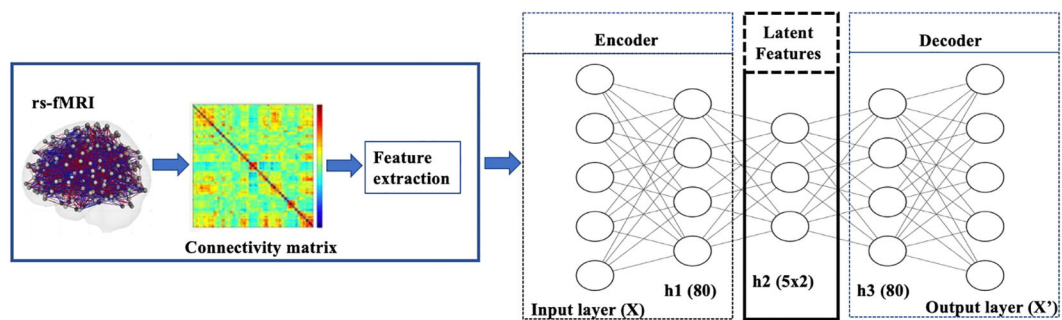 rs-fMRI
Connectivity matrix
Feature
extraction
Encoder
Latent
Features
Decoder
h1 (80)
h2 (5x2)
h3 (80)
Input layer (X)
Output layer (X’)